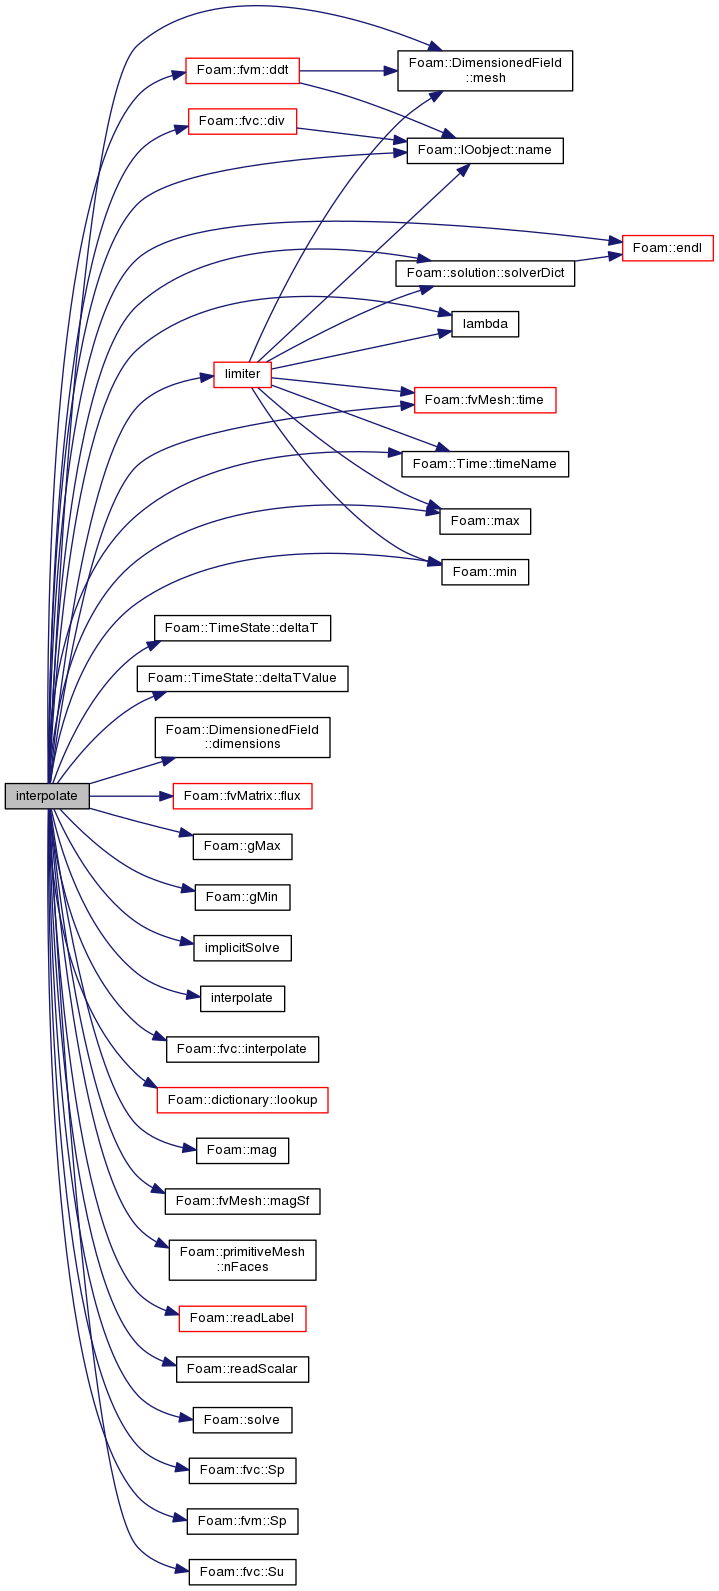 Foam::DimensionedField
::mesh
Foam::fvm::ddt
Foam::fvc::div
Foam::IOobject::name
Foam::endl
Foam::solution::solverDict
lambda
limiter
Foam::fvMesh::time
Foam::Time::timeName
Foam::max
Foam::min
Foam::TimeState::deltaT
Foam::TimeState::deltaTValue
Foam::DimensionedField
::dimensions
interpolate
Foam::fvMatrix::flux
Foam::gMax
Foam::gMin
implicitSolve
interpolate
Foam::fvc::interpolate
Foam::dictionary::lookup
Foam::mag
Foam::fvMesh::magSf
Foam::primitiveMesh
::nFaces
Foam::readLabel
Foam::readScalar
Foam::solve
Foam::fvc::Sp
Foam::fvm::Sp
Foam::fvc::Su